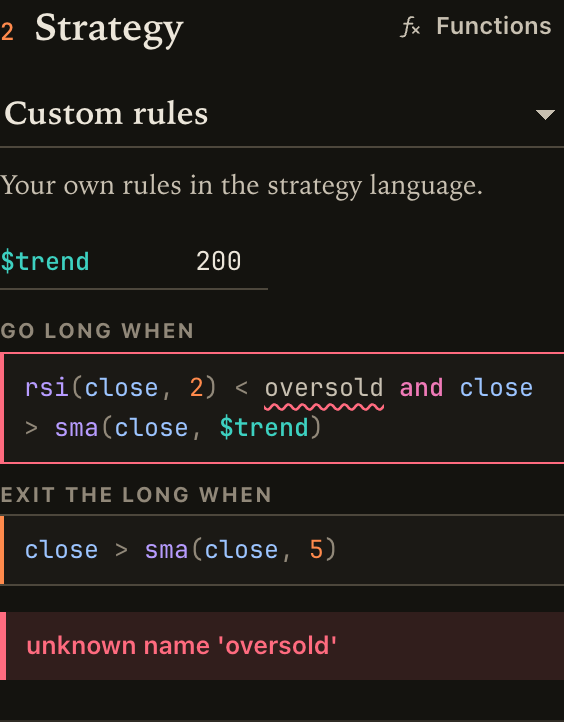 2 Strategy fx Functions
Custom rules
Your own rules in the strategy language.
$trend 200
GO LONG WHEN
rsi(close, 2) < oversold and close
> sma(close, $trend)
EXIT THE LONG WHEN
close > sma(close, 5)
unknown name 'oversold'